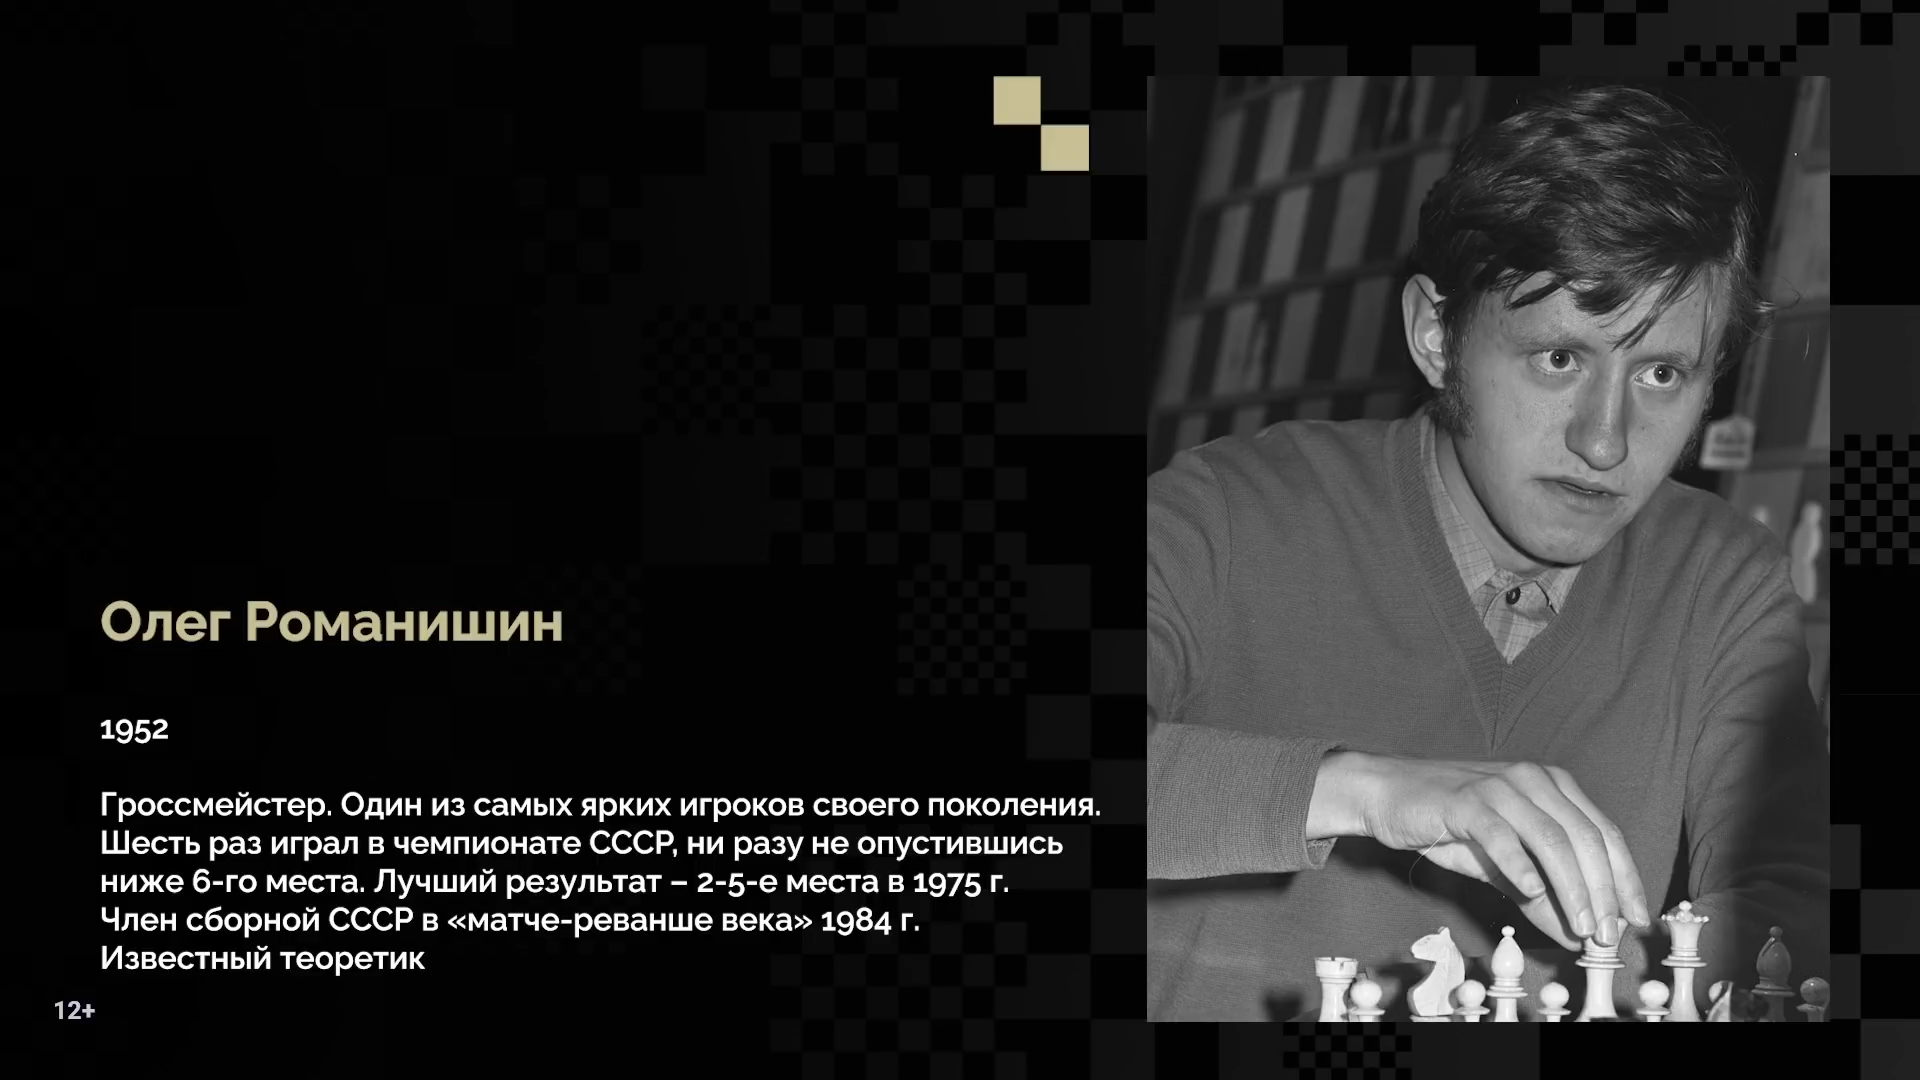 Олег Романишин
1952
Гроссмейстер. Один из самых ярких игроков своего поколения.
Шесть раз играл в чемпионате СССР, ни разу не опустившись
ниже 6-го места. Лучший результат – 2-5-е места в 1975 г.
Член сборной СССР в «матче-реванше века» 1984 г.
Известный теоретик
12+